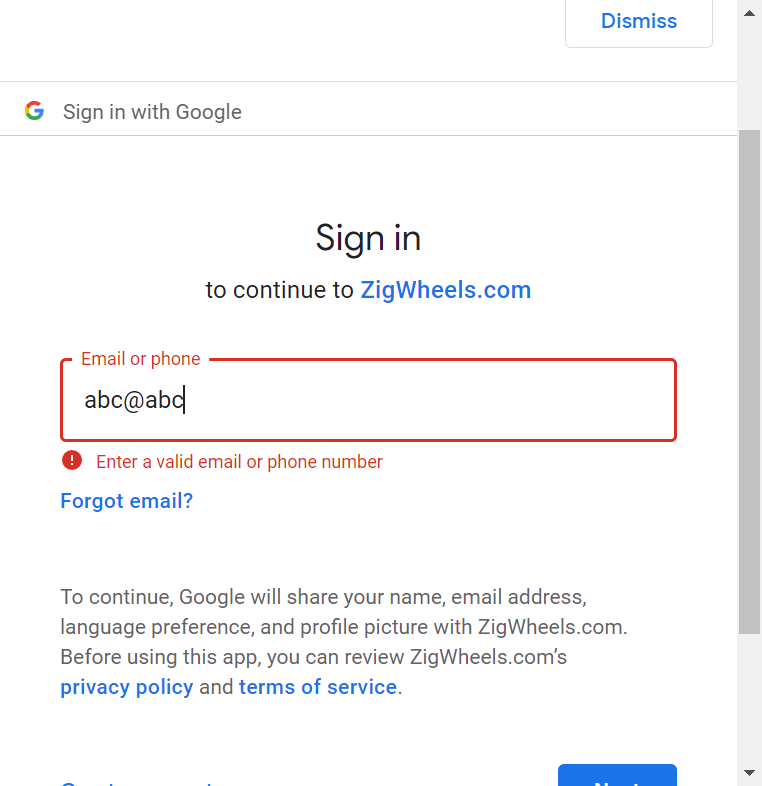 Dismiss
Sign in with Google
Sign in
to continue to ZigWheels.com
Email or phone
abc@abc
Enter a valid email or phone number
Forgot email?
To continue, Google will share your name, email address,
language preference, and profile picture with ZigWheels.com.
Before using this app, you can review ZigWheels.com’s
privacy policy and terms of service.